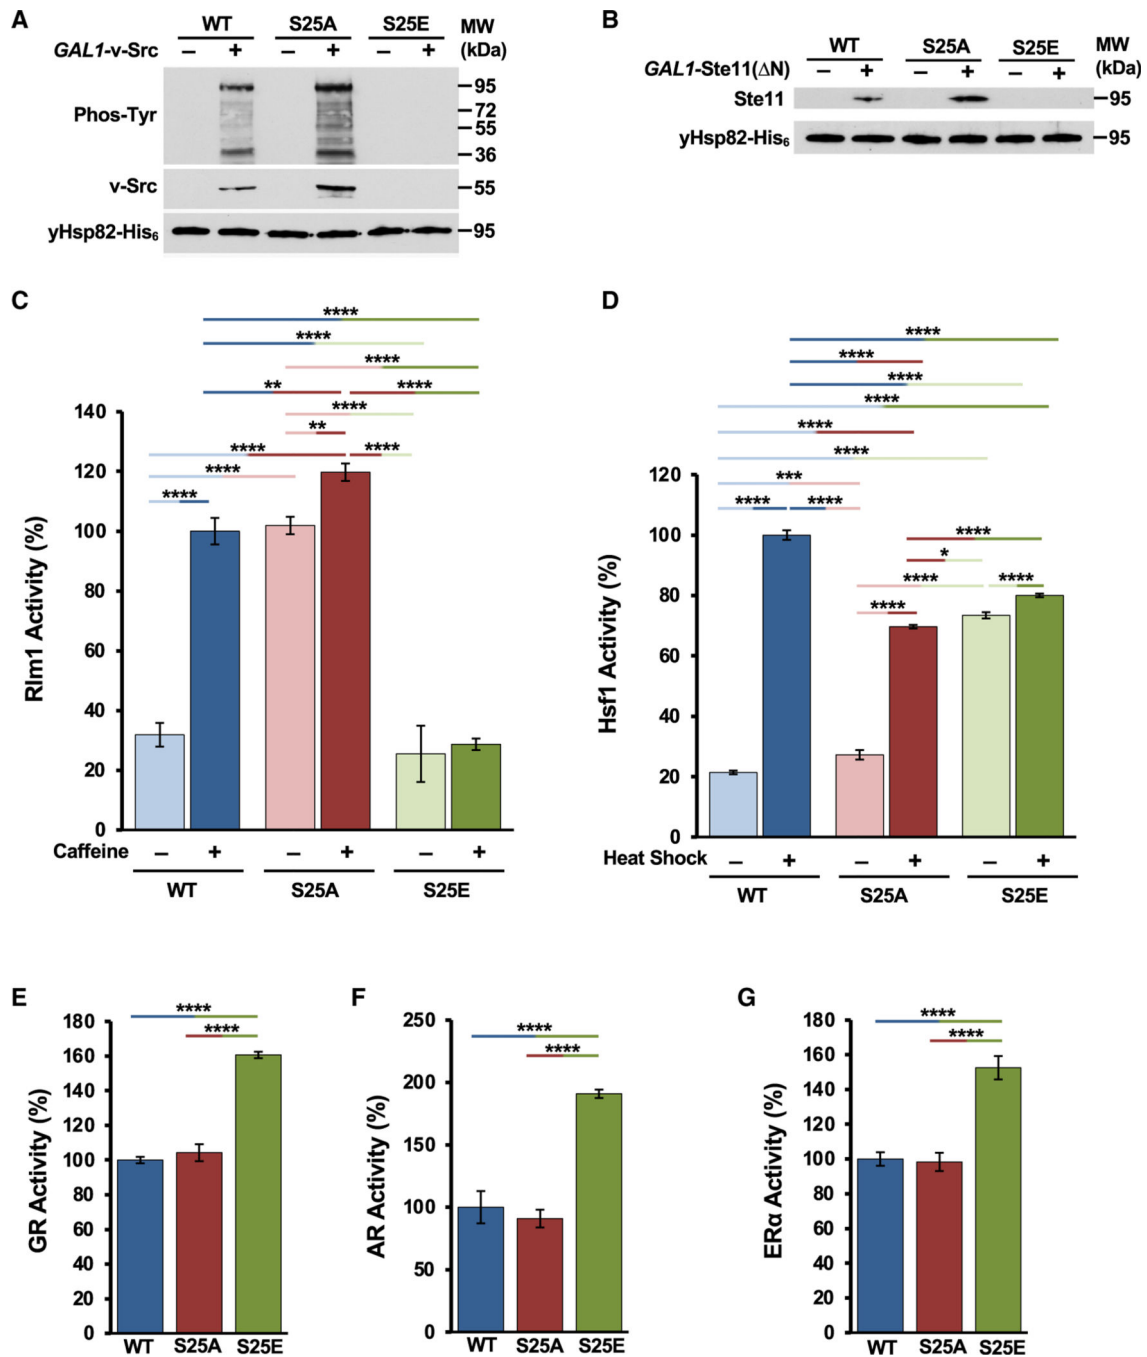 A
WT S25A S25E MW
GAL1-v-Src – + – + – + (kDa)
Phos-Tyr
95
72
55
36
v-Src 55
yHsp82-His6 95
B
WT S25A S25E MW
GAL1-Ste11(ΔN) – + – + – + (kDa)
Ste11 95
yHsp82-His6 95
C
****
****
****
** ****
****
**
**** ****
****
****
Rlm1 Activity (%)
140
120
100
80
60
40
20
0
Caffeine – + – + – +
WT S25A S25E
D
****
****
****
****
****
****
***
**** ****
****
*
**** ****
****
Hsf1 Activity (%)
120
100
80
60
40
20
0
Heat Shock – + – + – +
WT S25A S25E
E
****
****
GR Activity (%)
180
160
140
120
100
80
60
40
20
0
WT S25A S25E
F
****
****
AR Activity (%)
250
200
150
100
50
0
WT S25A S25E
G
****
****
ERα Activity (%)
180
160
140
120
100
80
60
40
20
0
WT S25A S25E